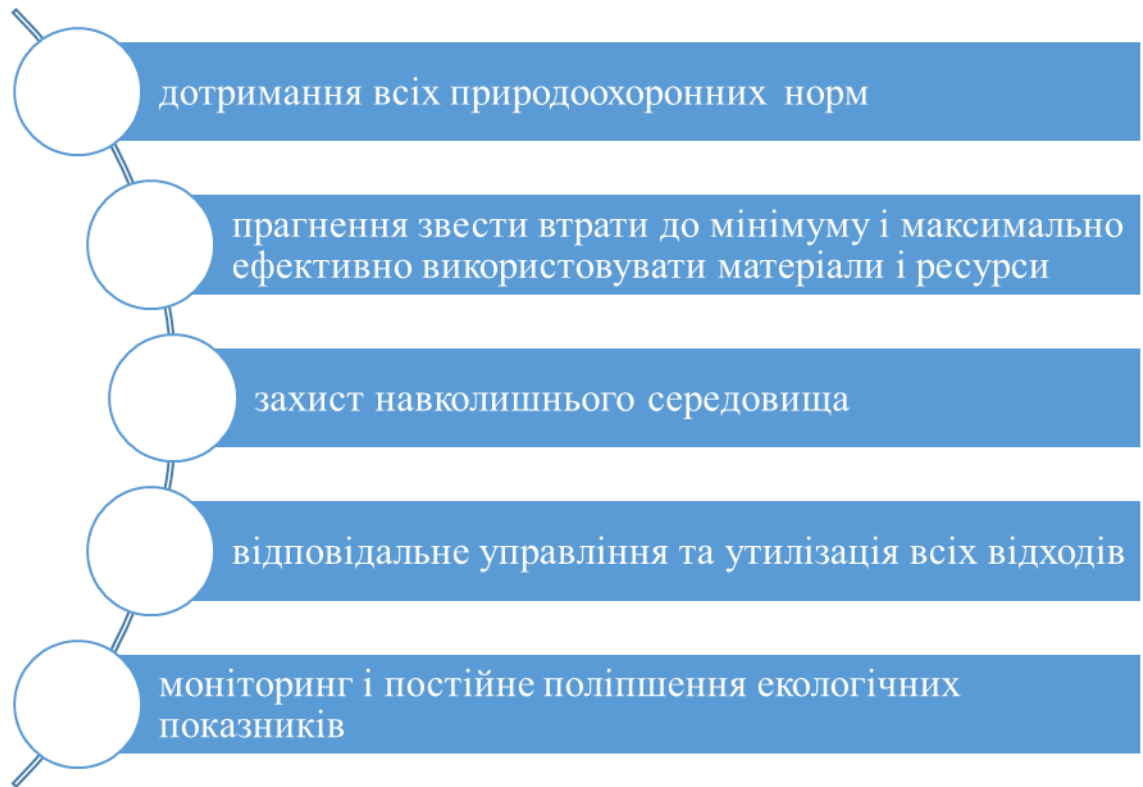 дотримання всіх природоохоронних норм
прагнення звести втрати до мінімуму і максимально
ефективно використовувати матеріали і ресурси
захист навколишнього середовища
відповідальне управління та утилізація всіх відходів
моніторинг і постійне поліпшення екологічних
показників